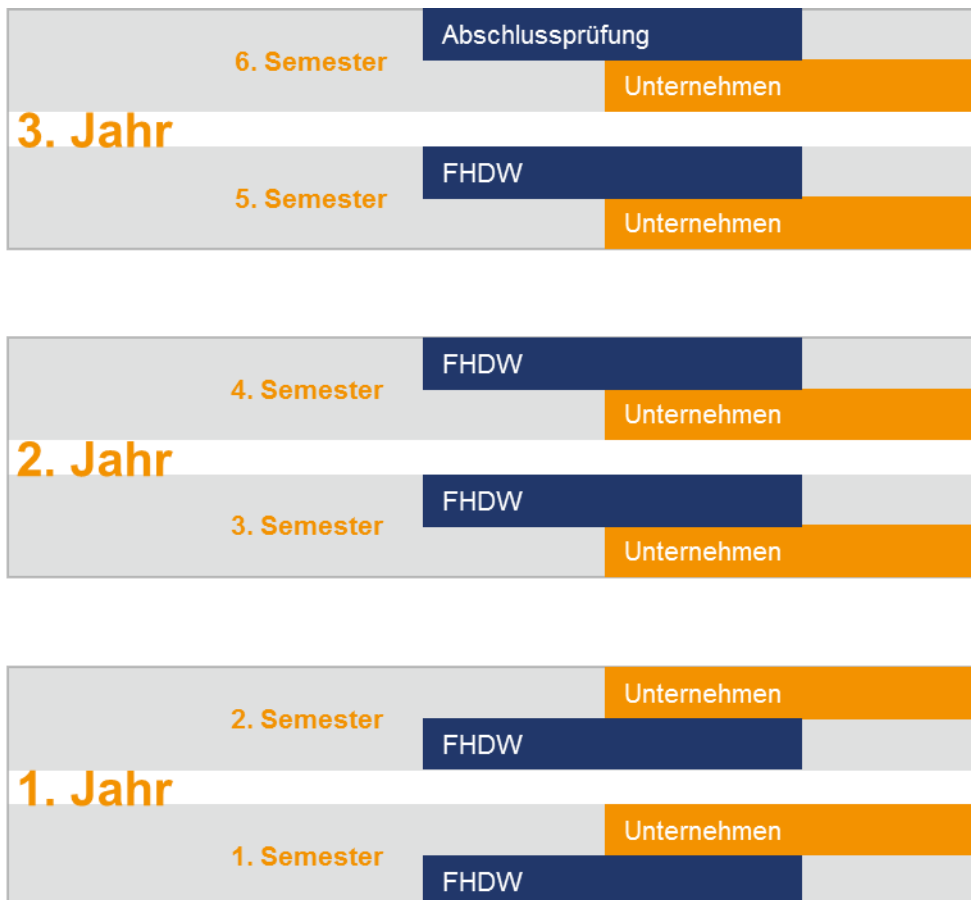 Abschlussprüfung
6. Semester
Unternehmen
3. Jahr
FHDW
5. Semester
Unternehmen
FHDW
4. Semester
Unternehmen
2. Jahr
FHDW
3. Semester
Unternehmen
Unternehmen
2. Semester
FHDW
1. Jahr
Unternehmen
1. Semester
FHDW